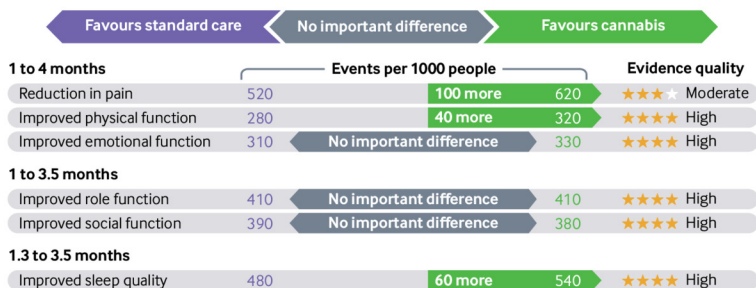 Favours standard care No important difference Favours cannabis
1 to 4 months Events per 1000 people Evidence quality
Reduction in pain 520 100 more 620 Moderate
Improved physical function 280 40 more 320 High
Improved emotional function 310 No important difference 330 High
1 to 3.5 months
Improved role function 410 No important difference 410 High
Improved social function 390 No important difference 380 High
1.3 to 3.5 months
Improved sleep quality 480 60 more 540 High